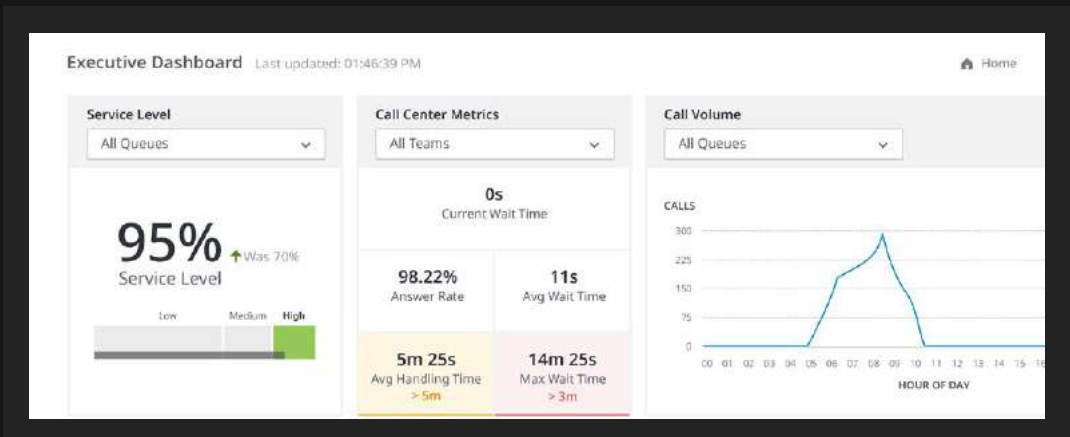 Executive Dashboard Last updated: 01:46:39 PM
Home
Service Level
All Queues
95%
Was 70%
Service Level
Low Medium High
Call Center Metrics
All Teams
0s
Current Wait Time
98.22%
Answer Rate
11s
Avg Wait Time
5m 25s
Avg Handling Time
> 5m
14m 25s
Max Wait Time
> 3m
Call Volume
All Queues
CALLS
300
225
150
75
0
00 01 02 03 04 05 06 07 08 09 10 11 12 13 14 15 16
HOUR OF DAY